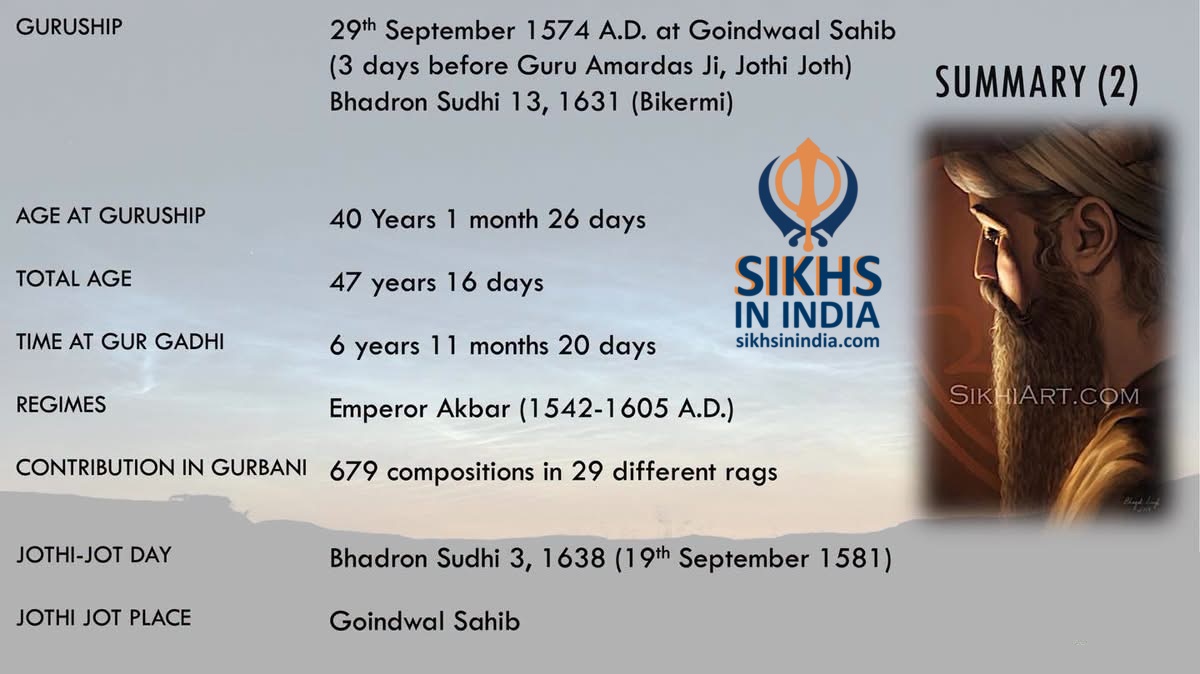 GURUSHIP
29th September 1574 A.D. at Goindwaal Sahib
(3 days before Guru Amardas Ji, Jothi Joth)
Bhadron Sudhi 13, 1631 (Bikermi)
SUMMARY (2)
AGE AT GURUSHIP
40 Years 1 month 26 days
TOTAL AGE
47 years 16 days
TIME AT GUR GADHI
6 years 11 months 20 days
REGIMES
Emperor Akbar (1542-1605 A.D.)
CONTRIBUTION IN GURBANI
679 compositions in 29 different rags
JOTHI-JOT DAY
Bhadron Sudhi 3, 1638 (19th September 1581)
JOTHI JOT PLACE
Goindwal Sahib
SIKHS
IN INDIA
sikhsinindia.com
SIKHIART.COM